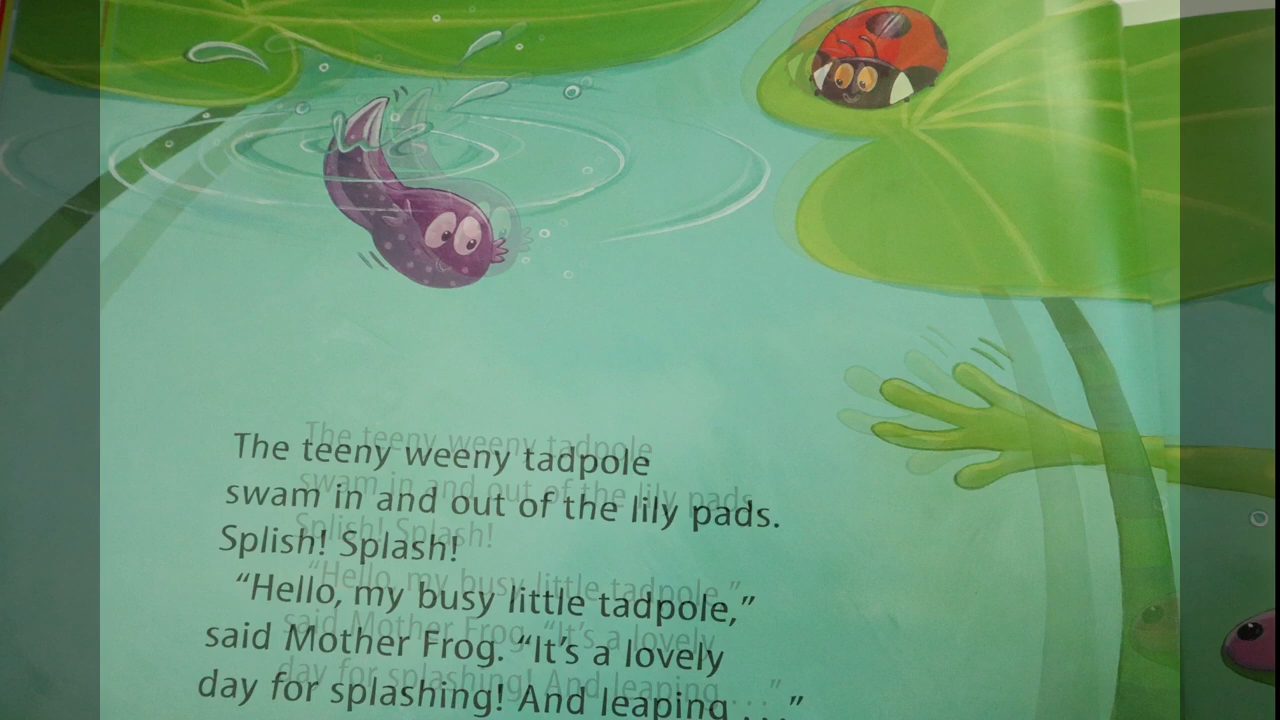 The teeny weeny tadpole
swam in and out of the lily pads.
Splish! Splash!
“Hello, my busy little tadpole,”
said Mother Frog. “It’s a lovely
day for splashing! And leaping . . .”